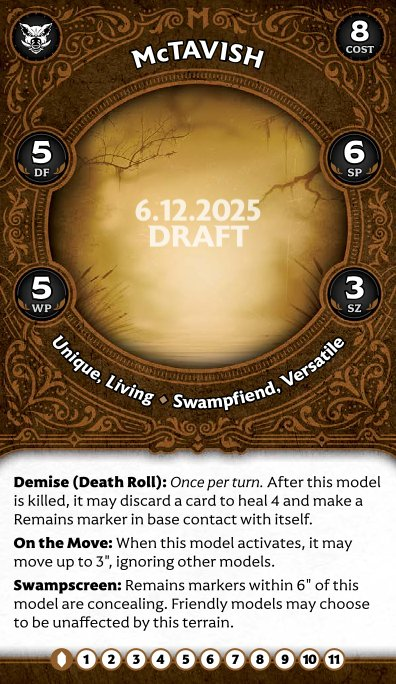 McTAVISH
8
COST
5
DF
6
SP
6.12.2025
DRAFT
5
WP
3
SZ
Unique, Living ◆ Swampfiend, Versatile
Demise (Death Roll): Once per turn. After this model
is killed, it may discard a card to heal 4 and make a
Remains marker in base contact with itself.
On the Move: When this model activates, it may
move up to 3", ignoring other models.
Swampscreen: Remains markers within 6" of this
model are concealing. Friendly models may choose
to be unaffected by this terrain.
1 2 3 4 5 6 7 8 9 10 11